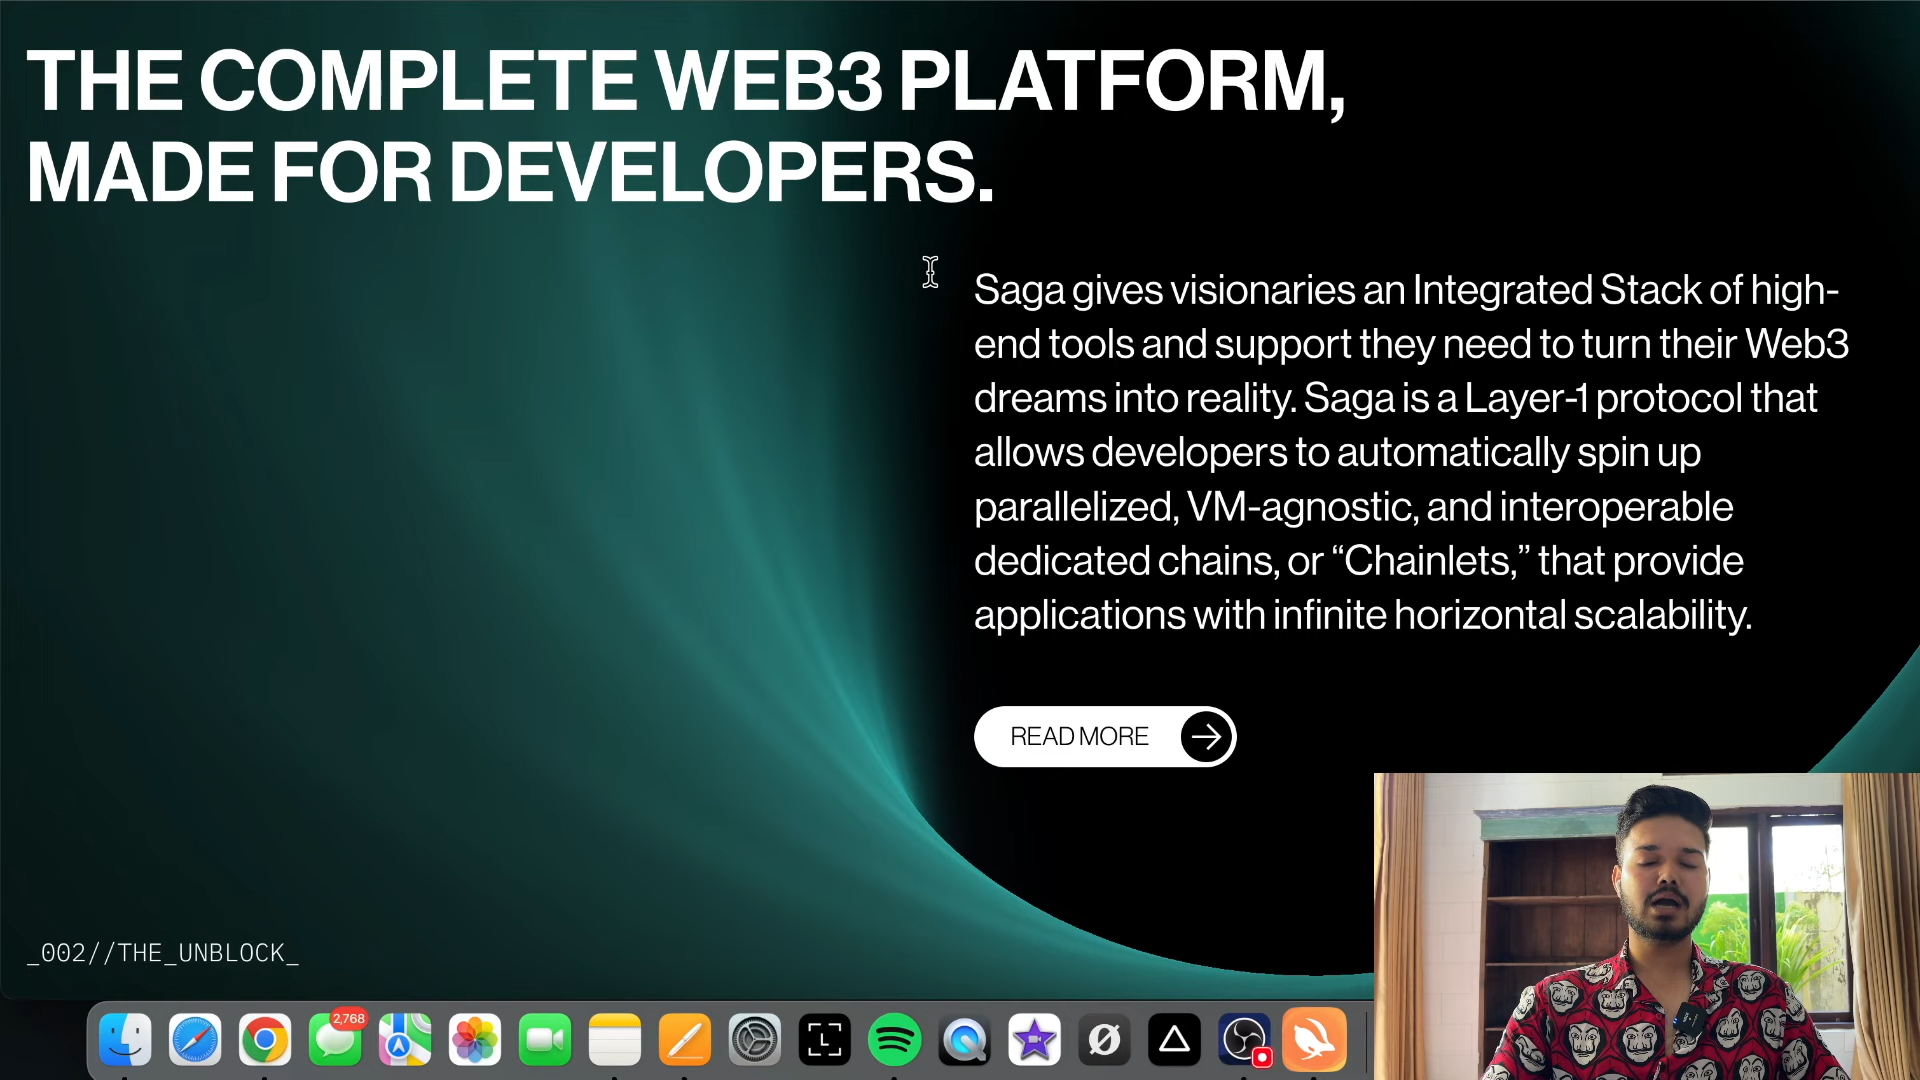 THE COMPLETE WEB3 PLATFORM,
MADE FOR DEVELOPERS.
Saga gives visionaries an Integrated Stack of high-
end tools and support they need to turn their Web3
dreams into reality. Saga is a Layer-1 protocol that
allows developers to automatically spin up
parallelized, VM-agnostic, and interoperable
dedicated chains, or “Chainlets,” that provide
applications with infinite horizontal scalability.
READ MORE
_002//THE_UNBLOCK_
2,768
L